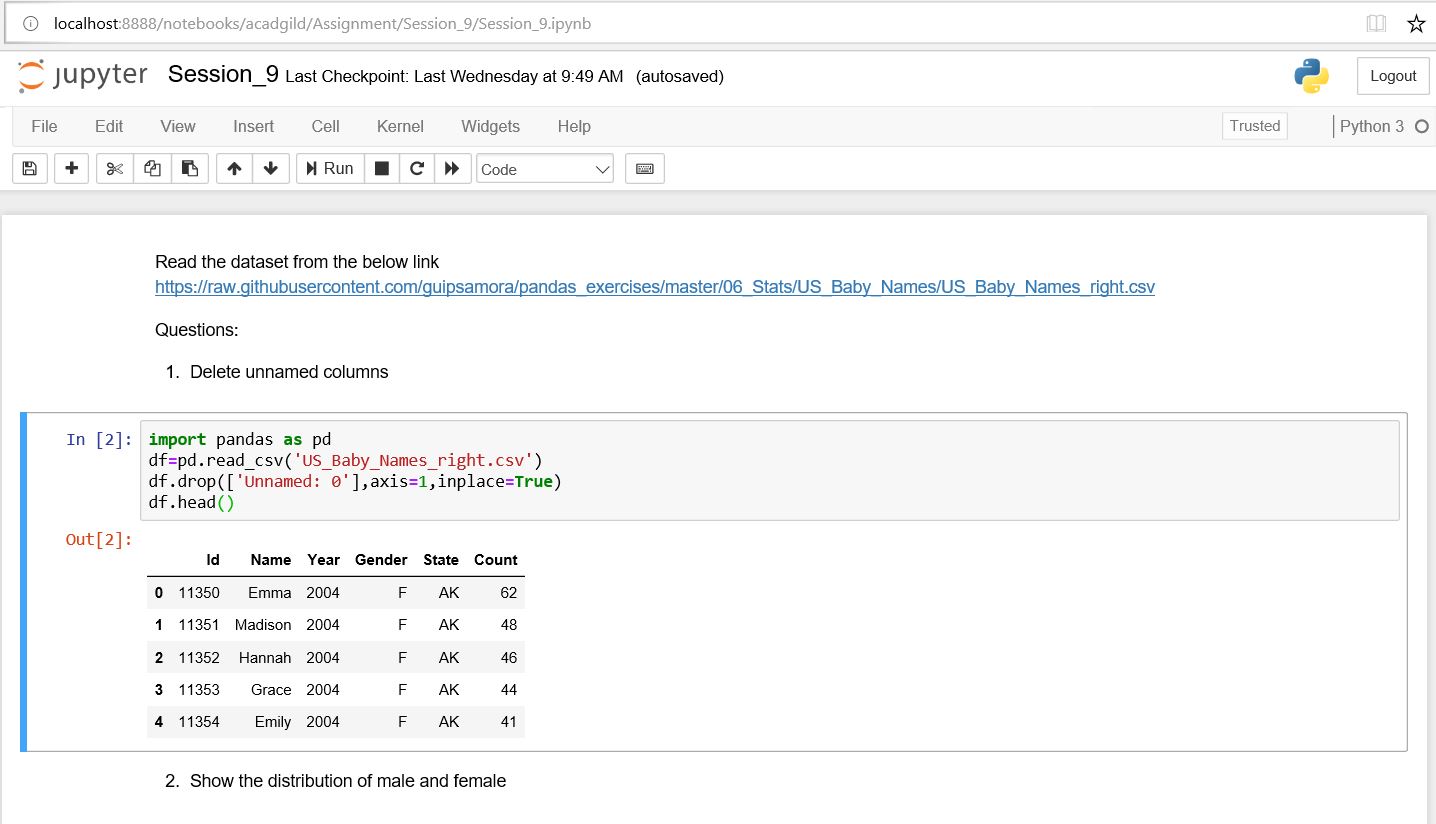 localhost:8888/notebooks/acadgild/Assignment/Session_9/Session_9.ipynb
jupyter Session_9 Last Checkpoint: Last Wednesday at 9:49 AM (autosaved) Logout
File Edit View Insert Cell Kernel Widgets Help Trusted Python 3
Run Code
Read the dataset from the below link
https://raw.githubusercontent.com/guipsamora/pandas_exercises/master/06_Stats/US_Baby_Names/US_Baby_Names_right.csv
Questions:
1. Delete unnamed columns
In [2]: import pandas as pd
df=pd.read_csv('US_Baby_Names_right.csv')
df.drop(['Unnamed: 0'],axis=1,inplace=True)
df.head()
Out[2]:
Id Name Year Gender State Count
0 11350 Emma 2004 F AK 62
1 11351 Madison 2004 F AK 48
2 11352 Hannah 2004 F AK 46
3 11353 Grace 2004 F AK 44
4 11354 Emily 2004 F AK 41
2. Show the distribution of male and female